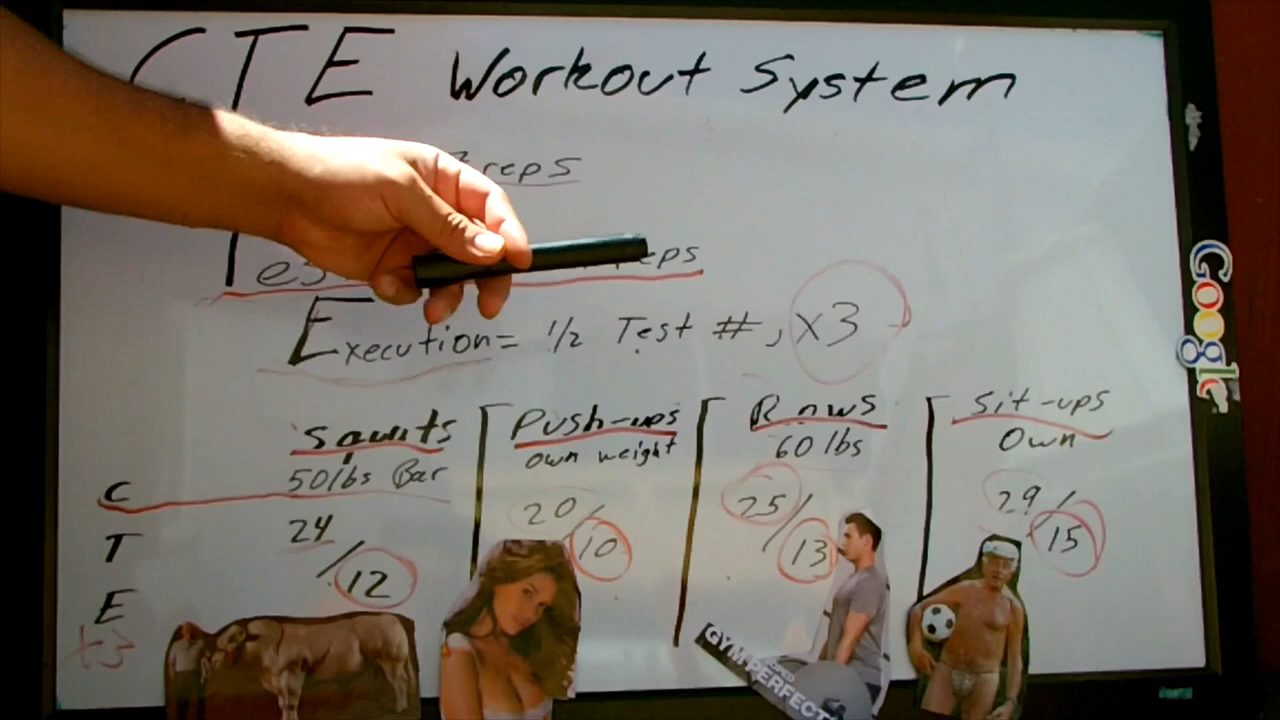 CTE Workout System
reps
Execution = 1/2 Test #, x3
Squats
50lbs Bar
24/12
Push-ups
own weight
20/10
Rows
60 lbs
25/13
Sit-ups
Own
29/15
C
T
E
x3
Google
GYM PERFECT